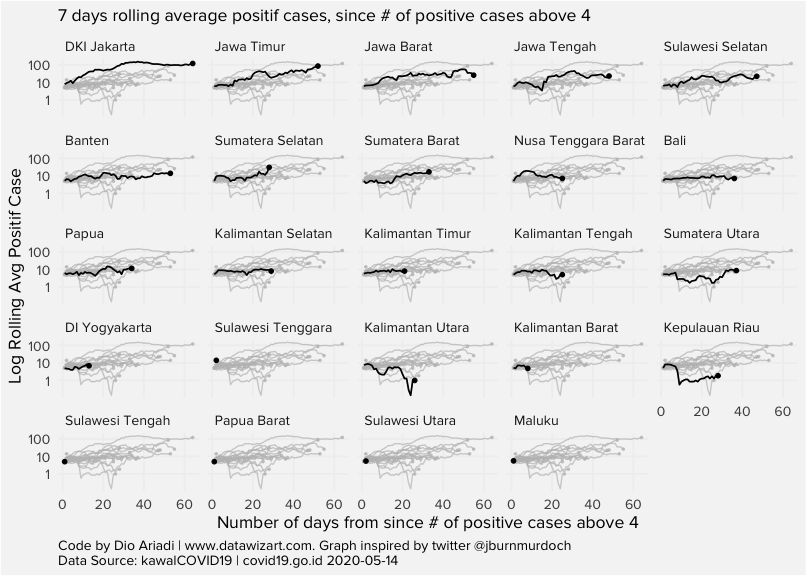 7 days rolling average positif cases, since # of positive cases above 4
DKI Jakarta
Jawa Timur
Jawa Barat
Jawa Tengah
Sulawesi Selatan
100
10
1
Banten
Sumatera Selatan
Sumatera Barat
Nusa Tenggara Barat
Bali
100
10
1
Papua
Kalimantan Selatan
Kalimantan Timur
Kalimantan Tengah
Sumatera Utara
100
10
1
DI Yogyakarta
Sulawesi Tenggara
Kalimantan Utara
Kalimantan Barat
Kepulauan Riau
100
10
1
0 20 40 60
Sulawesi Tengah
Papua Barat
Sulawesi Utara
Maluku
100
10
1
0 20 40 60
0 20 40 60
0 20 40 60
0 20 40 60
Log Rolling Avg Positif Case
Number of days from since # of positive cases above 4
Code by Dio Ariadi | www.datawizart.com. Graph inspired by twitter @jburnmurdoch
Data Source: kawalCOVID19 | covid19.go.id 2020-05-14